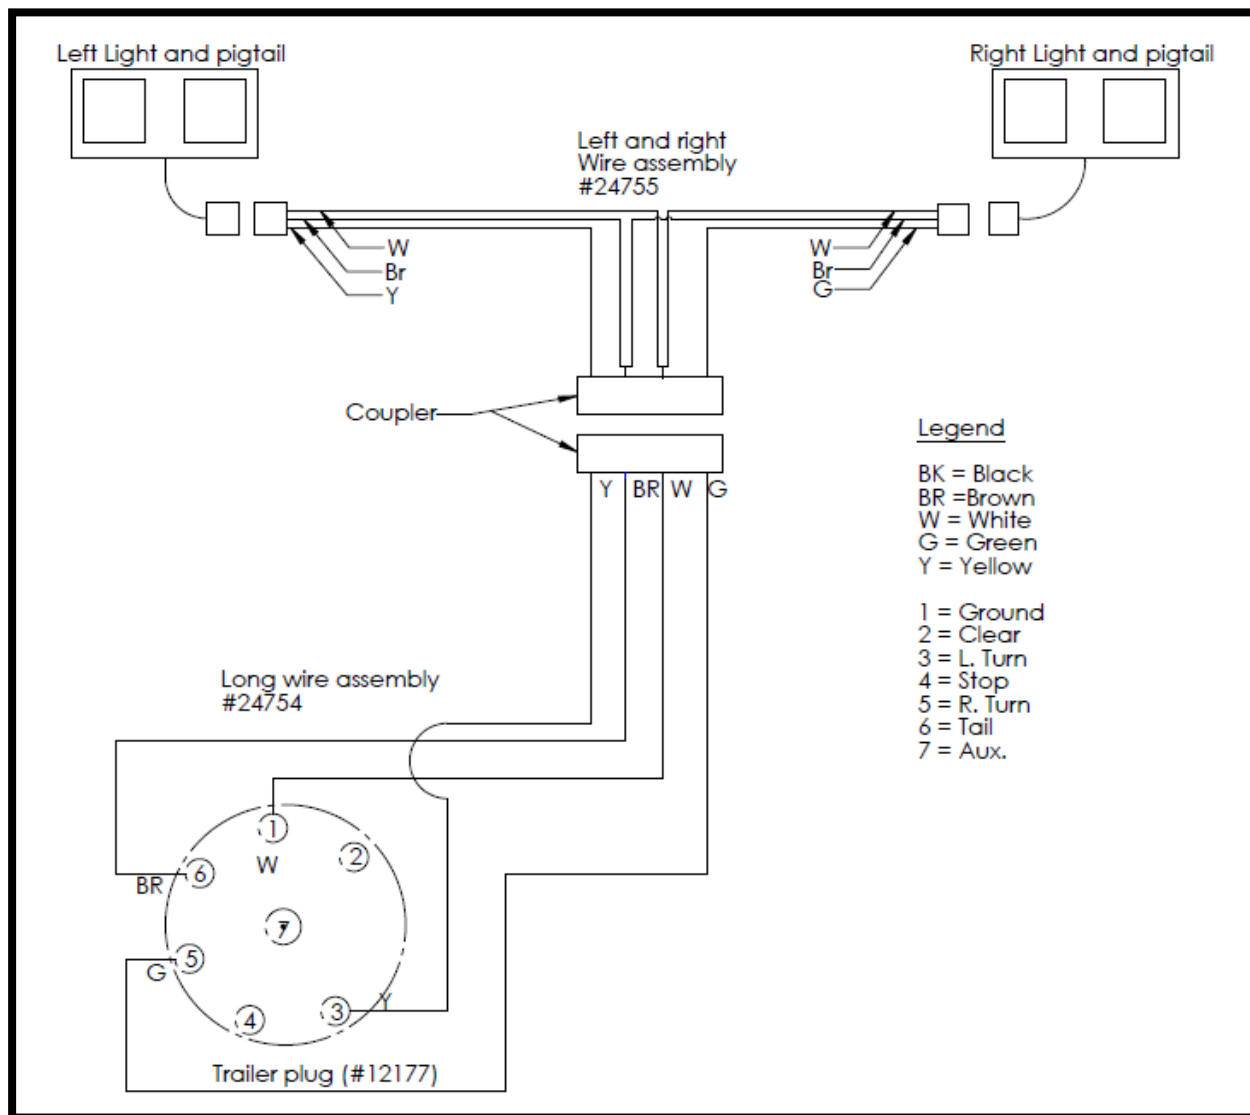 Left Light and pigtail
Right Light and pigtail
Left and right
Wire assembly
#24755
W
Br
Y
W
Br
G
Coupler
Y BR W G
Legend
BK = Black
BR =Brown
W = White
G = Green
Y = Yellow
1 = Ground
2 = Clear
3 = L. Turn
4 = Stop
5 = R. Turn
6 = Tail
7 = Aux.
Long wire assembly
#24754
1
W
2
6
BR
7
5
G
3
Y
4
Trailer plug (#12177)